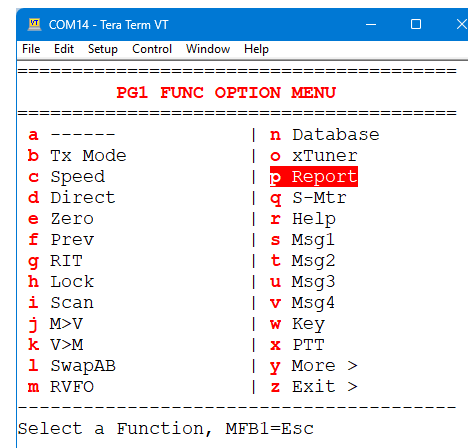 COM14 - Tera Term VT
File Edit Setup Control Window Help
=========================================
PG1 FUNC OPTION MENU
=========================================
a ------ | n Database
b Tx Mode | o xTuner
c Speed | p Report
d Direct | q S-Mtr
e Zero | r Help
f Prev | s Msg1
g RIT | t Msg2
h Lock | u Msg3
i Scan | v Msg4
j M>V | w Key
k V>M | x PTT
l SwapAB | y More >
m RVFO | z Exit >
-----------------------------------------
Select a Function, MFB1=Esc